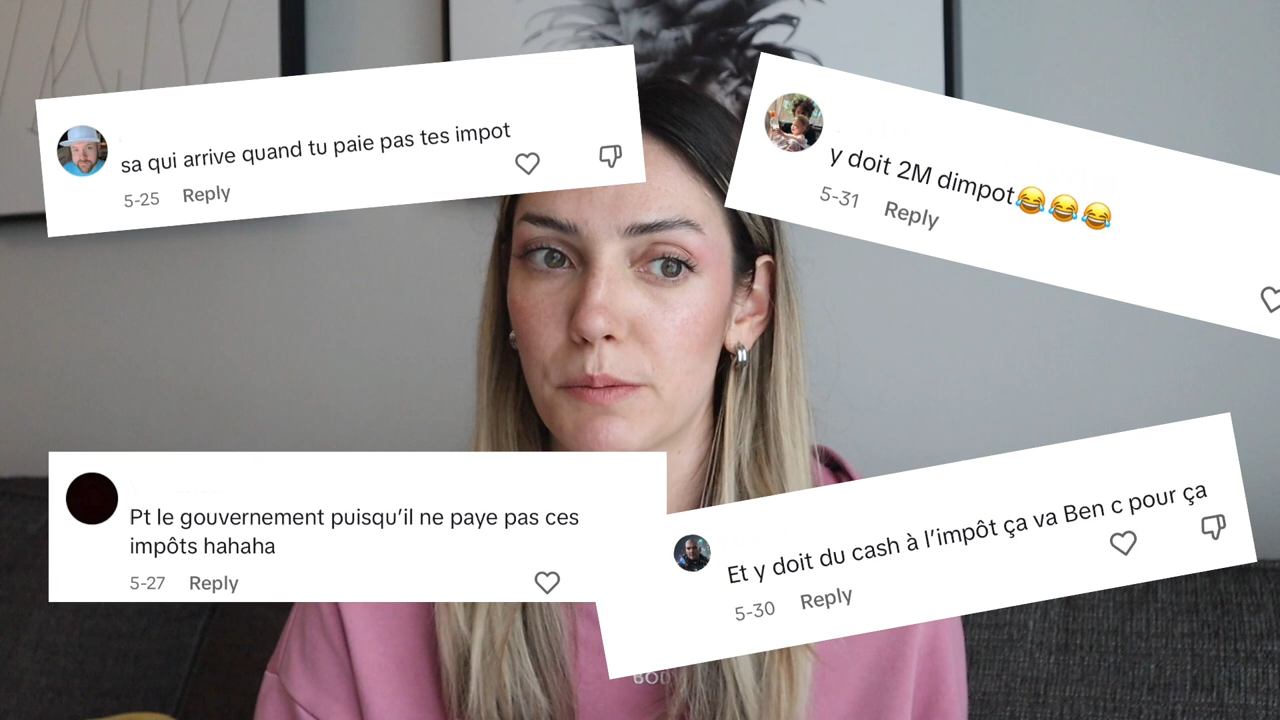 sa qui arrive quand tu paie pas tes impot
5-25 Reply
y doit 2M dimpot😂😂😂
5-31 Reply
Pt le gouvernement puisqu’il ne paye pas ces
impôts hahaha
5-27 Reply
Et y doit du cash à l’impôt ça va Ben c pour ça
5-30 Reply